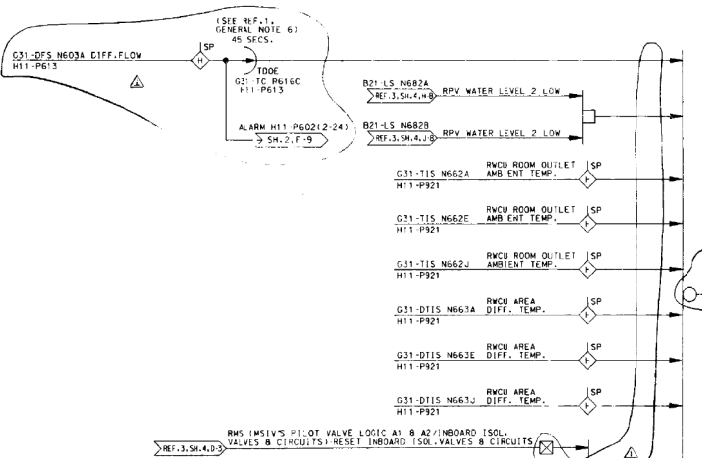 (SEE REF.1,
GENERAL NOTE 6)
45 SECS.
G31-DFS N603A DIFF.FLOW
H11-P613
H
SP
TDOE
G31-TC R616C
H11-P613
1
ALARM H11-P602(2-24)
SH.2,F-9
B21-LS N682A
REF.3,SH.4,H-8
RPV WATER LEVEL 2 LOW
B21-LS N682B
REF.3,SH.4,J-8
RPV WATER LEVEL 2 LOW
G31-TIS N662A
RWCU ROOM OUTLET
AMB ENT TEMP.
SP
H11-P921
G31-TIS N662E
RWCU ROOM OUTLET
AMB ENT TEMP.
SP
H11-P921
G31-TIS N662J
RWCU ROOM OUTLET
AMBIENT TEMP.
SP
H11-P921
G31-DTIS N663A
RWCU AREA
DIFF. TEMP.
SP
H11-P921
G31-DTIS N663E
RWCU AREA
DIFF. TEMP.
SP
H11-P921
G31-DTIS N663J
RWCU AREA
DIFF. TEMP.
SP
H11-P921
REF.3,SH.4,D-3
RMS (MSIV'S PILOT VALVE LOGIC A1 & A2/INBOARD ISOL.
VALVES & CIRCUITS)-RESET INBOARD ISOL.VALVES & CIRCUITS
1